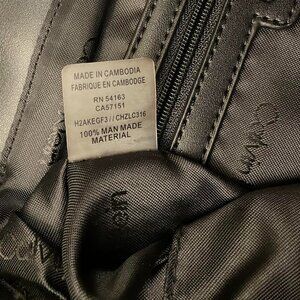 MADE IN CAMBODIA
FABRIQUE EN CAMBODGE
RN 54163
CA57151
H2AKEGF3 // CHZLC316
100% MAN MADE
MATERIAL